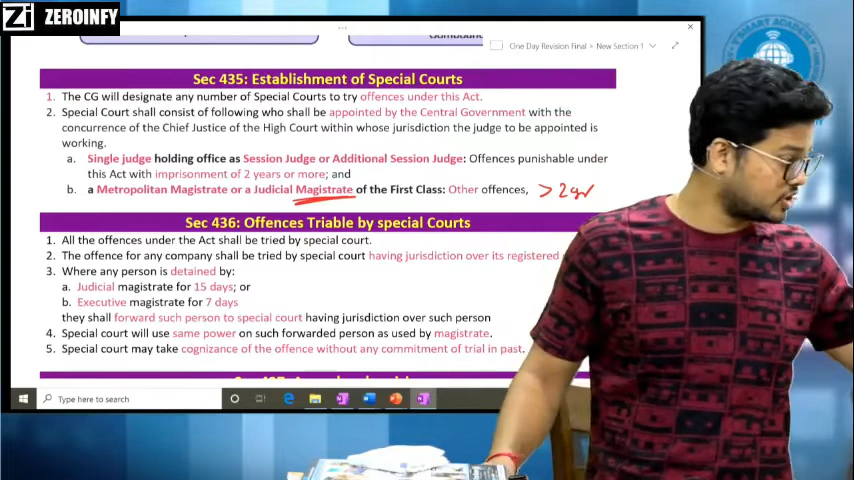 Zi ZEROINFY
One Day Revision Final > New Section 1
Sec 435: Establishment of Special Courts
1. The CG will designate any number of Special Courts to try offences under this Act.
2. Special Court shall consist of following who shall be appointed by the Central Government with the
concurrence of the Chief Justice of the High Court within whose jurisdiction the judge to be appointed is
working.
a. Single judge holding office as Session Judge or Additional Session Judge: Offences punishable under
this Act with imprisonment of 2 years or more; and
b. a Metropolitan Magistrate or a Judicial Magistrate of the First Class: Other offences, > 2 yr
Sec 436: Offences Triable by special Courts
1. All the offences under the Act shall be tried by special court.
2. The offence for any company shall be tried by special court having jurisdiction over its registered
3. Where any person is detained by:
a. Judicial magistrate for 15 days; or
b. Executive magistrate for 7 days
they shall forward such person to special court having jurisdiction over such person
4. Special court will use same power on such forwarded person as used by magistrate.
5. Special court may take cognizance of the offence without any commitment of trial in past.
Type here to search